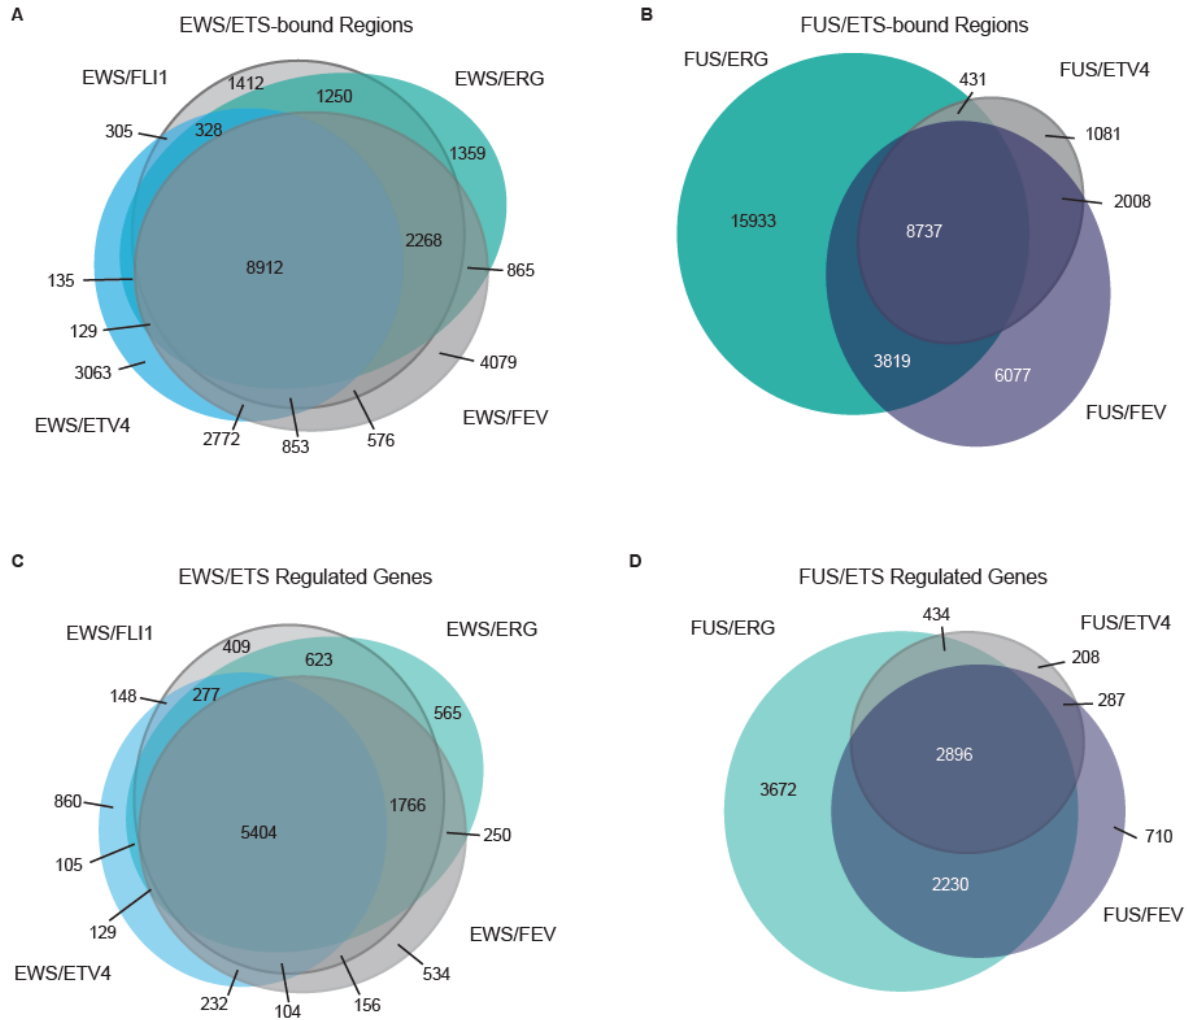 A
EWS/ETS-bound Regions
EWS/FLI1
EWS/ERG
1412
1250
305
328
1359
2268
8912
865
135
129
3063
4079
EWS/ETV4
EWS/FEV
2772
853
576
B
FUS/ETS-bound Regions
FUS/ERG
FUS/ETV4
431
1081
2008
15933
8737
3819
6077
FUS/FEV
C
EWS/ETS Regulated Genes
EWS/FLI1
EWS/ERG
409
623
148
277
565
860
1766
5404
250
105
129
EWS/FEV
EWS/ETV4
534
232
104
156
D
FUS/ETS Regulated Genes
434
FUS/ERG
FUS/ETV4
208
287
2896
3672
710
2230
FUS/FEV